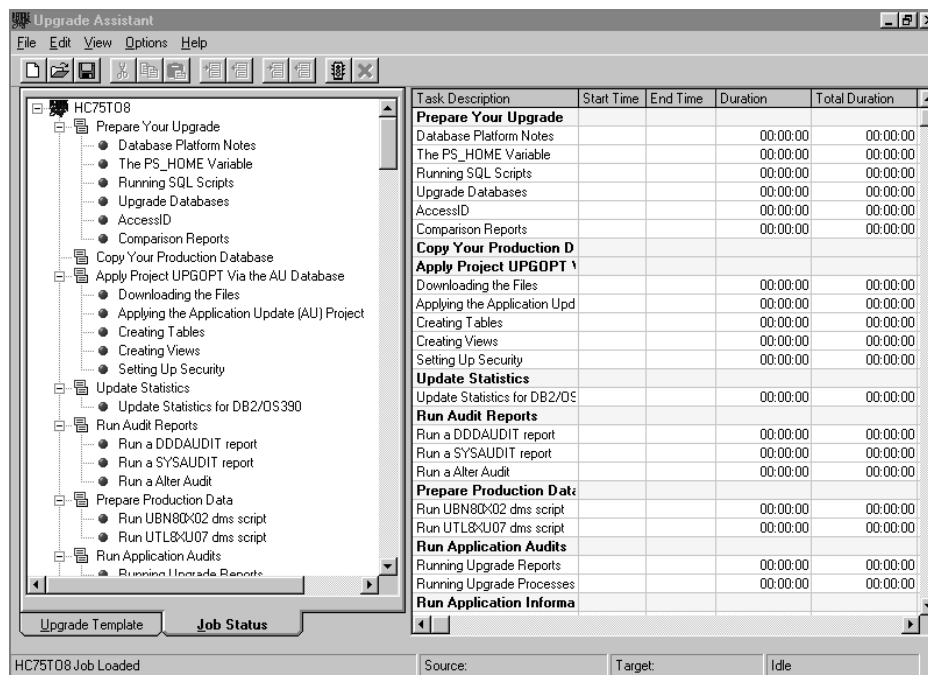 Upgrade Assistant
File Edit View Options Help
HC75TO8
Prepare Your Upgrade
Database Platform Notes
The PS_HOME Variable
Running SQL Scripts
Upgrade Databases
AccessID
Comparison Reports
Copy Your Production Database
Apply Project UPGOPT Via the AU Database
Downloading the Files
Applying the Application Update (AU) Project
Creating Tables
Creating Views
Setting Up Security
Update Statistics
Update Statistics for DB2/OS390
Run Audit Reports
Run a DDDAUDIT report
Run a SYSAUDIT report
Run a Alter Audit
Prepare Production Data
Run UBN80X02 dms script
Run UTL8XU07 dms script
Run Application Audits
Running Upgrade Reports
Upgrade Template Job Status
Task Description Start Time End Time Duration Total Duration
Prepare Your Upgrade
Database Platform Notes 00:00:00 00:00:00
The PS_HOME Variable 00:00:00 00:00:00
Running SQL Scripts 00:00:00 00:00:00
Upgrade Databases 00:00:00 00:00:00
AccessID 00:00:00 00:00:00
Comparison Reports 00:00:00 00:00:00
Copy Your Production D
Apply Project UPGOPT
Downloading the Files 00:00:00 00:00:00
Applying the Application Upd 00:00:00 00:00:00
Creating Tables 00:00:00 00:00:00
Creating Views 00:00:00 00:00:00
Setting Up Security 00:00:00 00:00:00
Update Statistics
Update Statistics for DB2/OS 00:00:00 00:00:00
Run Audit Reports
Run a DDDAUDIT report 00:00:00 00:00:00
Run a SYSAUDIT report 00:00:00 00:00:00
Run a Alter Audit 00:00:00 00:00:00
Prepare Production Data
Run UBN80X02 dms script 00:00:00 00:00:00
Run UTL8XU07 dms script 00:00:00 00:00:00
Run Application Audits
Running Upgrade Reports 00:00:00 00:00:00
Running Upgrade Processes 00:00:00 00:00:00
Run Application Informa
HC75TO8 Job Loaded Source: Target: Idle